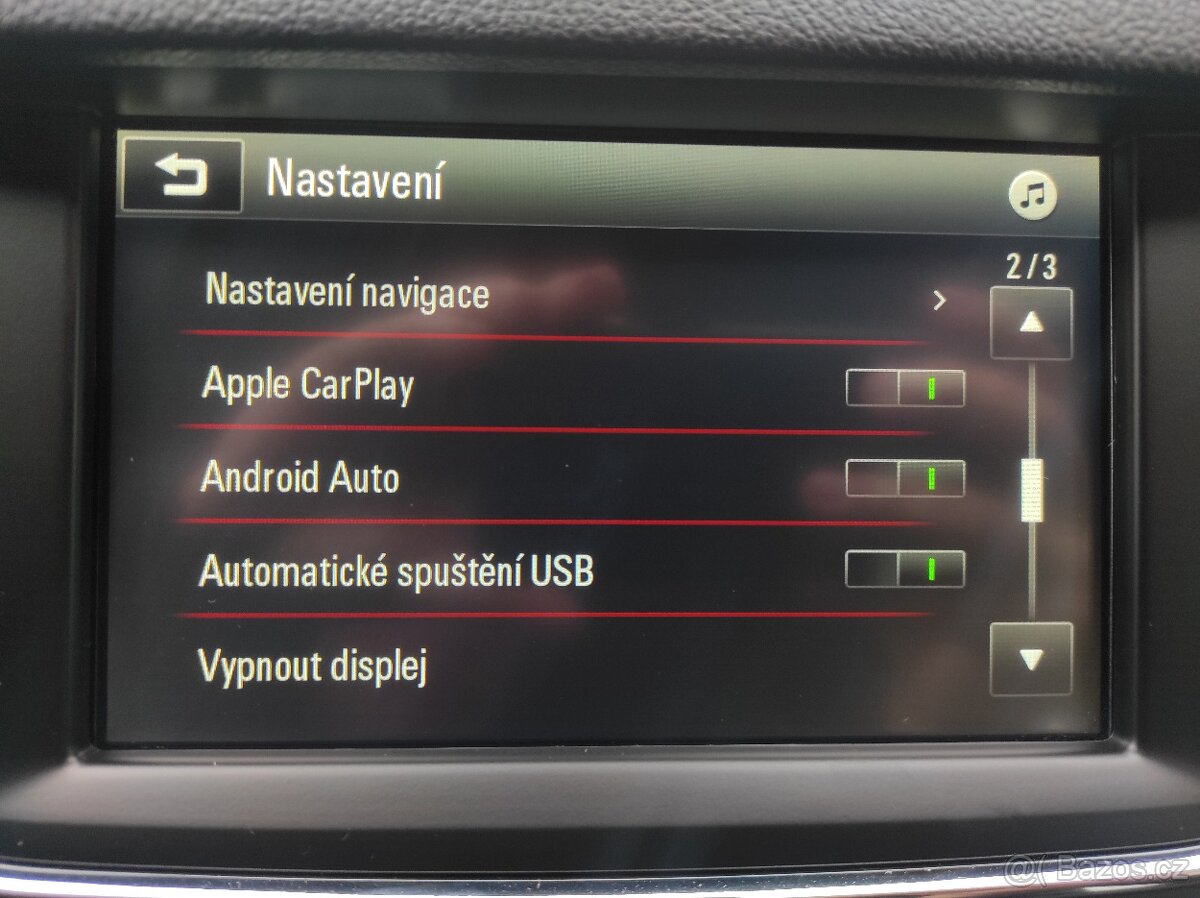 Nastavení
2/3
Nastavení navigace
Apple CarPlay
Android Auto
Automatické spuštění USB
Vypnout displej
@( Bazos.cz